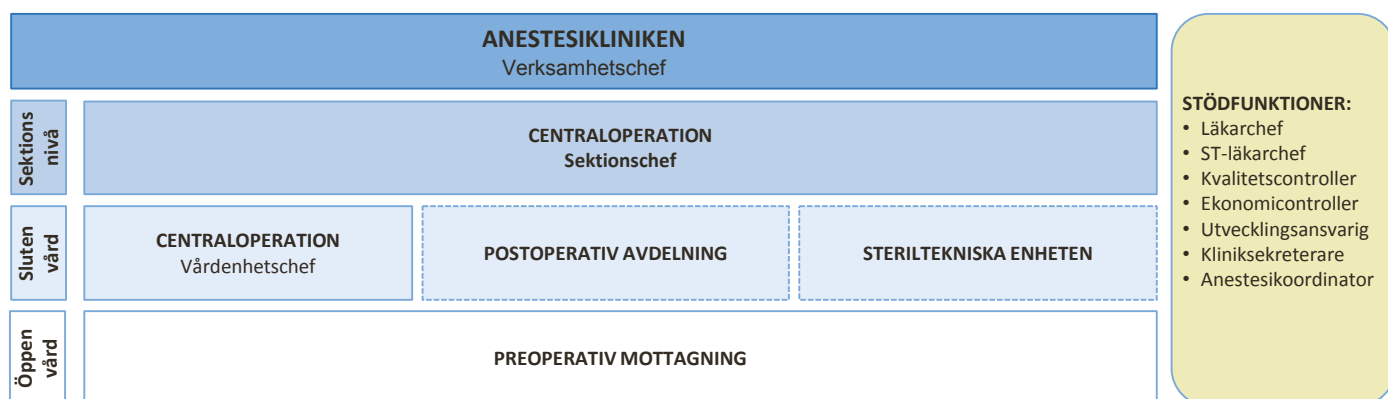 ANESTESIKLINIKEN
Verksamhetschef
Sektions
nivå
CENTRALOPERATION
Sektionschef
Sluten
vård
CENTRALOPERATION
Vårdenhetschef
POSTOPERATIV AVDELNING
STERILTEKNISKA ENHETEN
Öppen
vård
PREOPERATIV MOTTAGNING
STÖDFUNKTIONER:
• Läkarchef
• ST-läkarchef
• Kvalitetscontroller
• Ekonomicontroller
• Utvecklingsansvarig
• Kliniksekreterare
• Anestesikoordinator